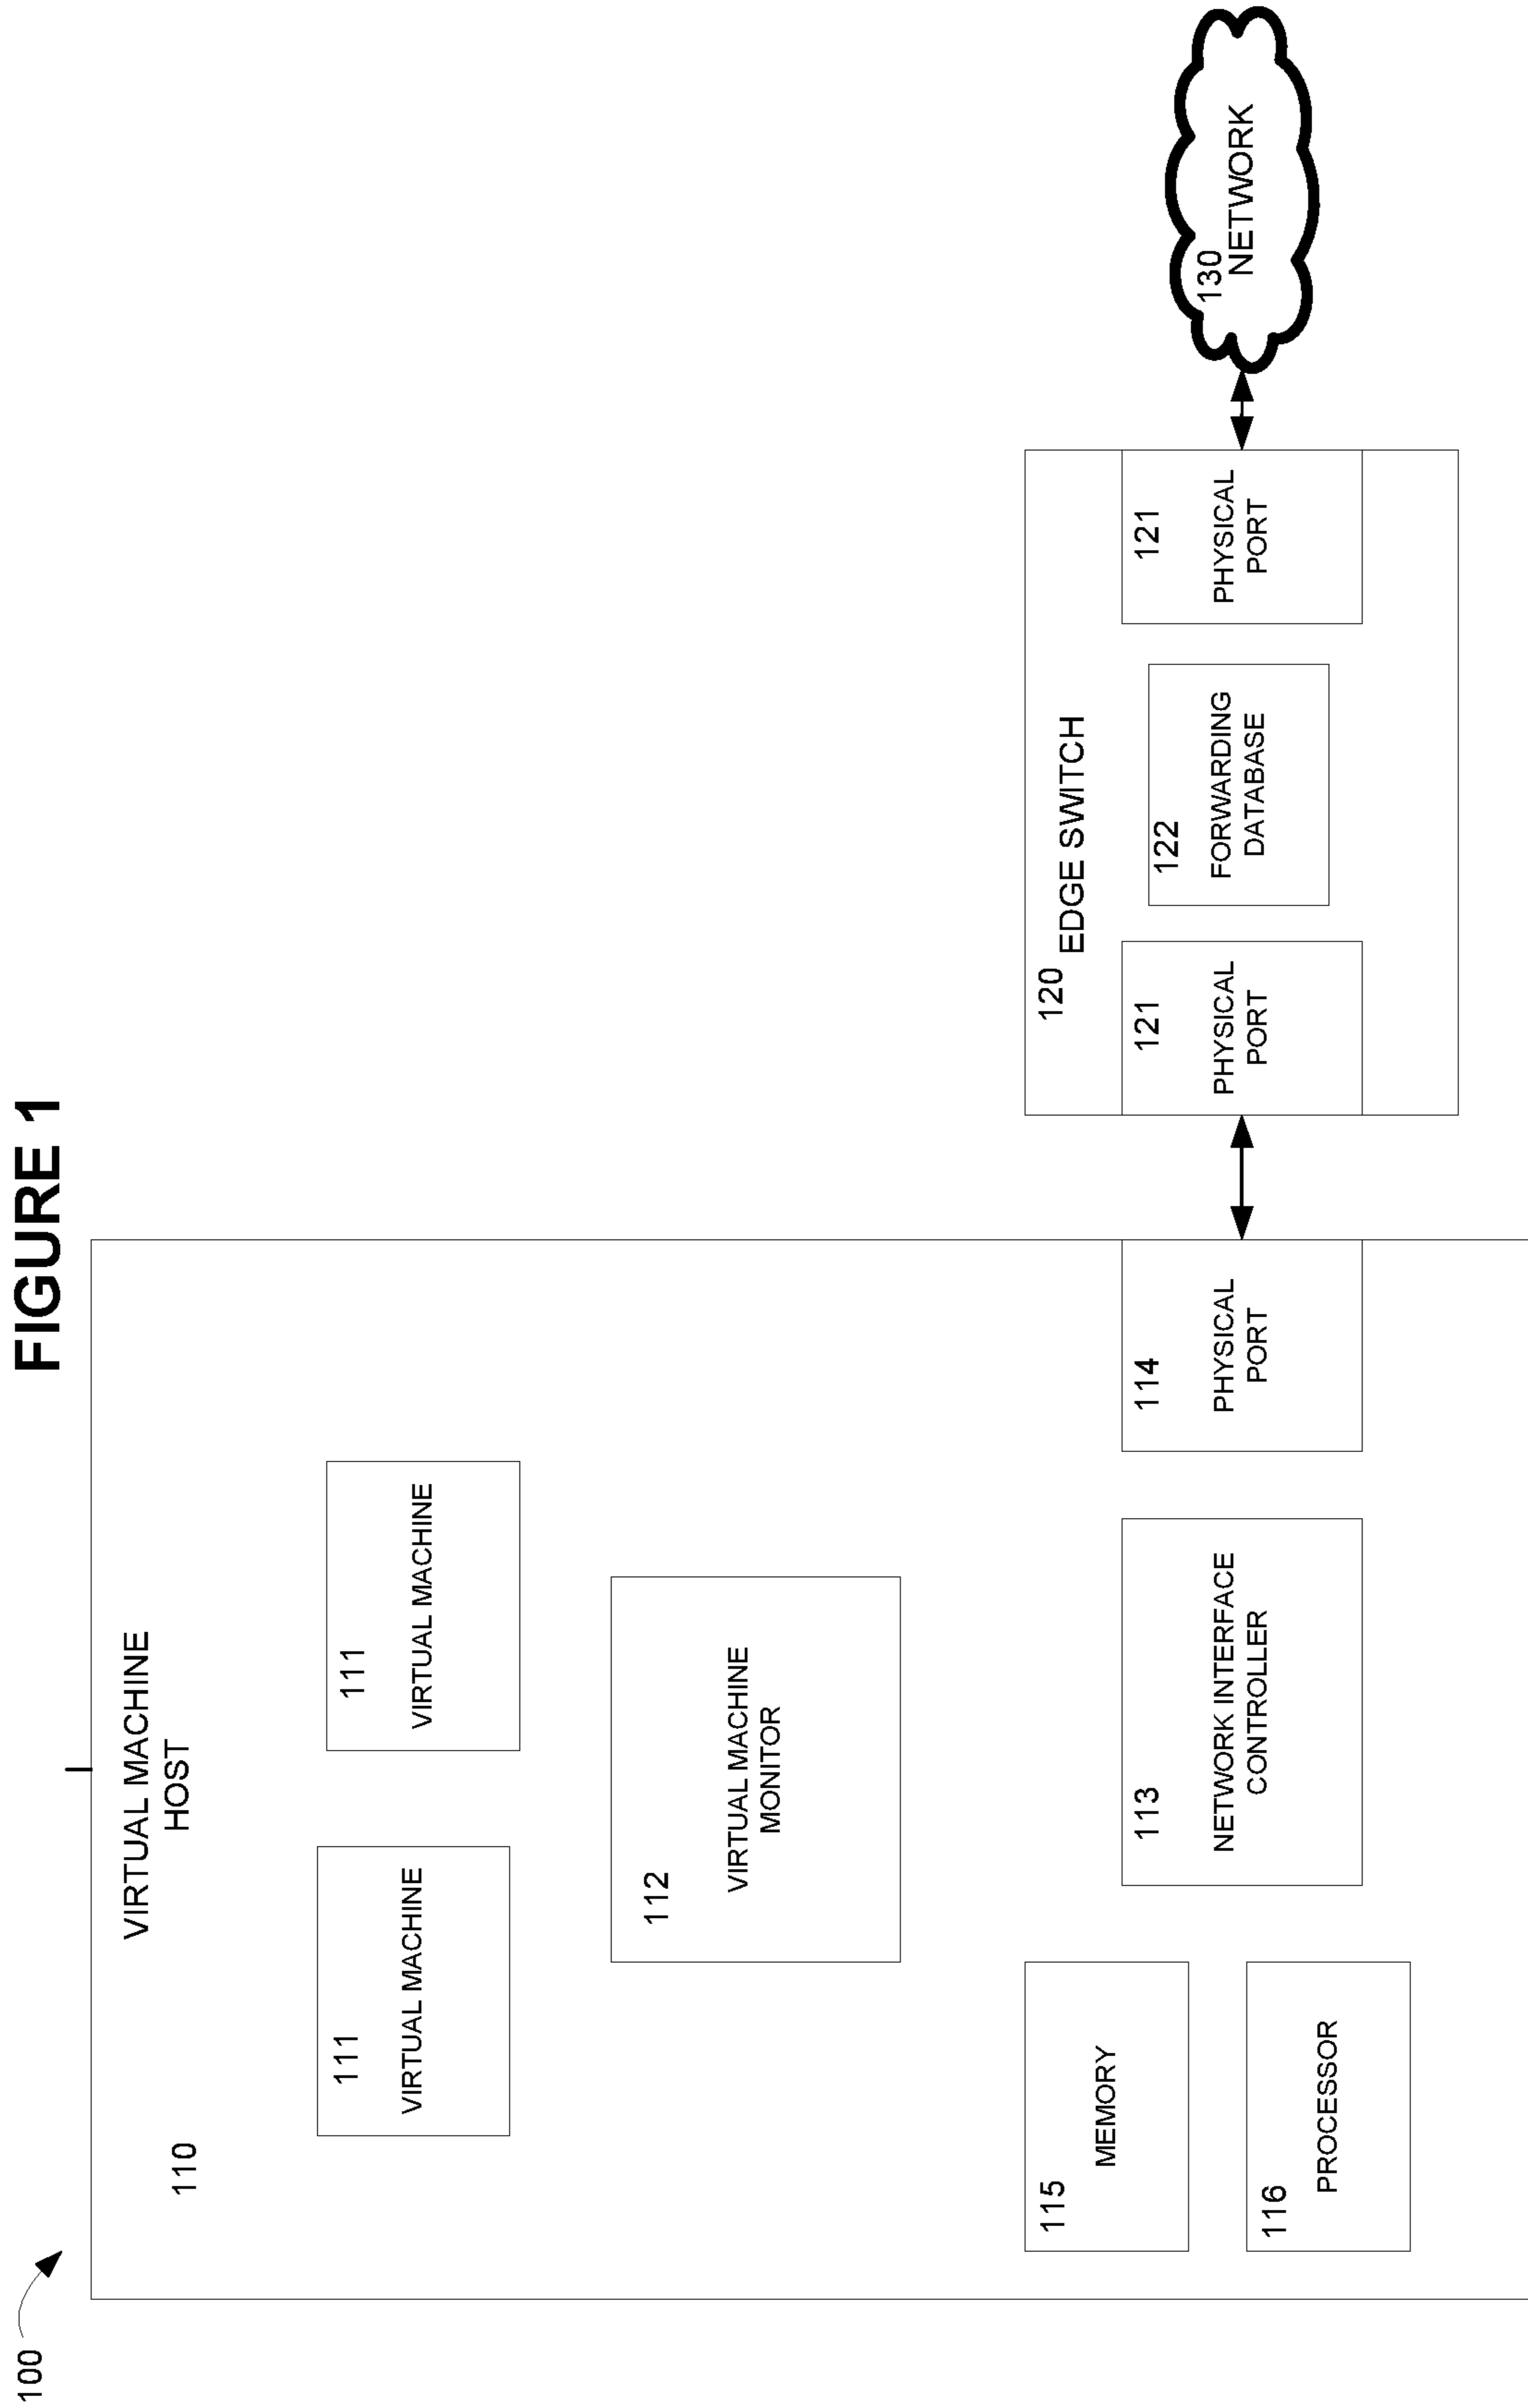 FIGURE 1
100
VIRTUAL MACHINE
HOST
110
111
VIRTUAL MACHINE
111
VIRTUAL MACHINE
112
VIRTUAL MACHINE
MONITOR
115
MEMORY
116
PROCESSOR
113
NETWORK INTERFACE
CONTROLLER
114
PHYSICAL
PORT
120
EDGE SWITCH
121
PHYSICAL
PORT
122
FORWARDING
DATABASE
121
PHYSICAL
PORT
130
NETWORK